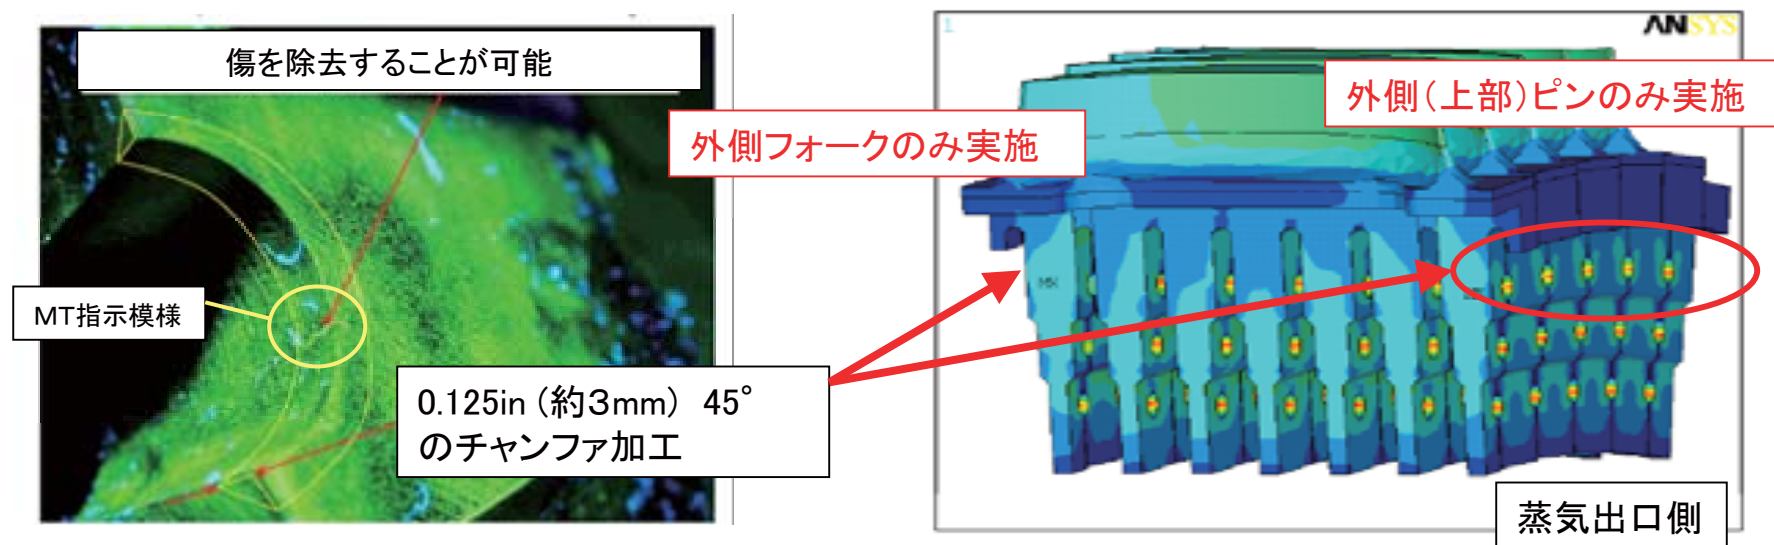 傷を除去することが可能
MT指示模様
0.125in (約3mm) 45°
のチャンファ加工
外側フォークのみ実施
1
ANSYS
外側(上部)ピンのみ実施
MX
蒸気出口側